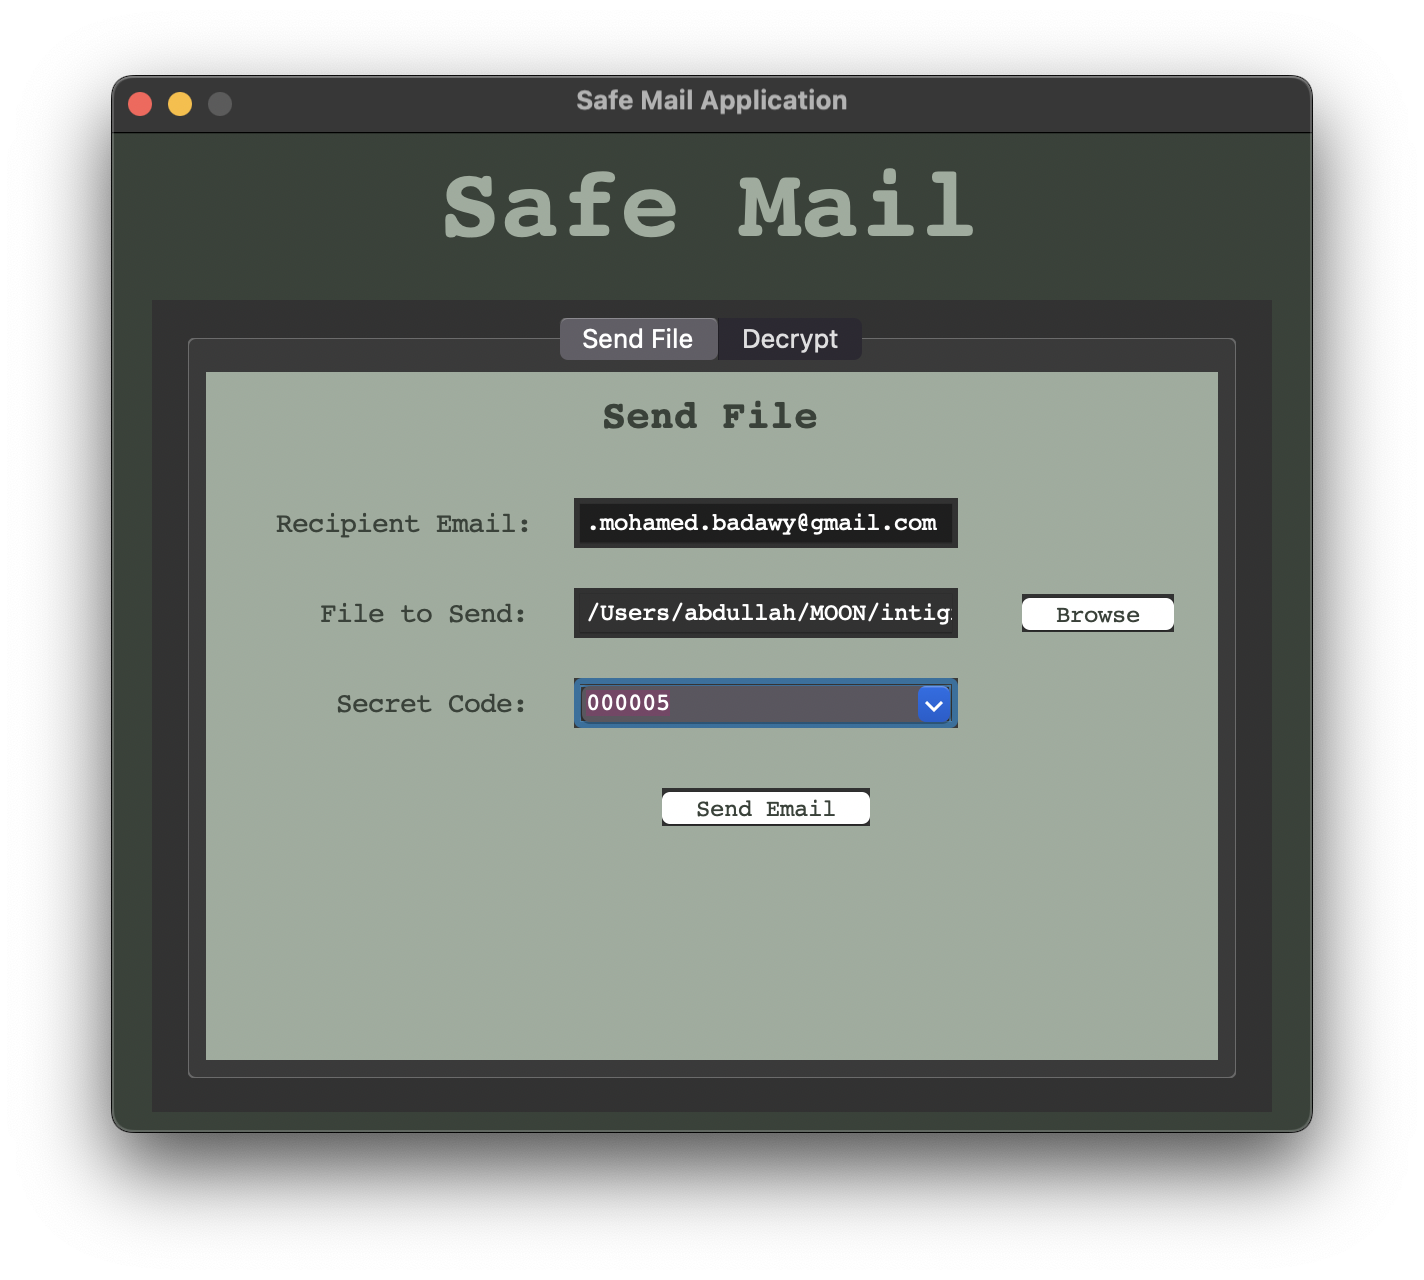 Safe Mail Application
Safe Mail
Send File Decrypt
Send File
Recipient Email: .mohamed.badawy@gmail.com
File to Send: /Users/abdullah/MOON/intig Browse
Secret Code: 000005
Send Email